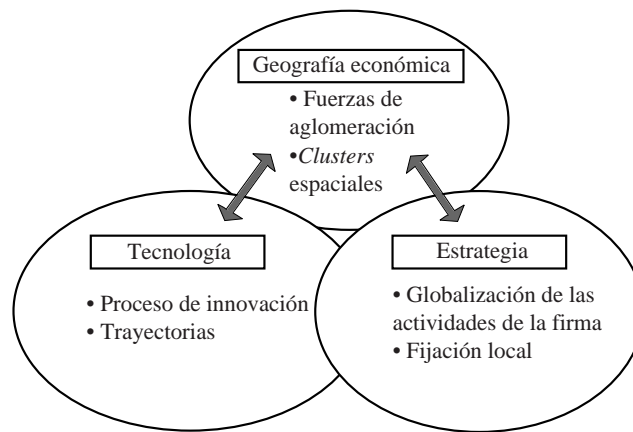 Geografía económica
• Fuerzas de
aglomeración
• Clusters
espaciales
Tecnología
• Proceso de innovación
• Trayectorias
Estrategia
• Globalización de las
actividades de la firma
• Fijación local